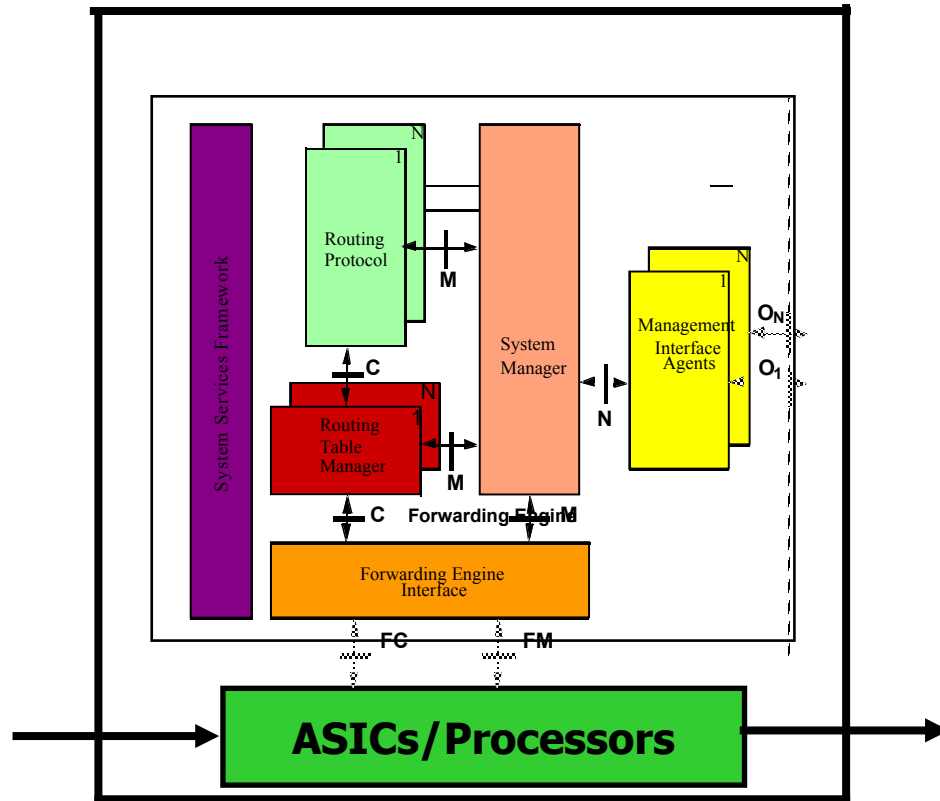 N
1
Routing
Protocol
M
System Services Framework
System
Manager
N
1
Management
Interface
Agents
ON
O1
N
C
N
1
Routing
Table
Manager
M
C
Forwarding Engine
M
Forwarding Engine
Interface
FC
FM
ASICs/Processors